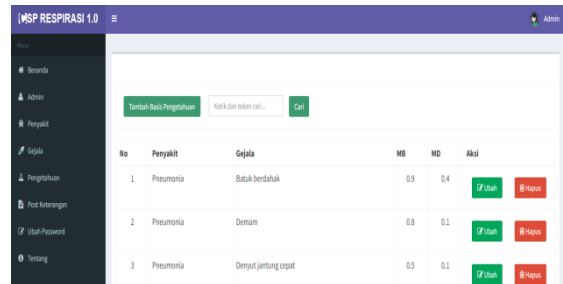 SP RESPIRASI 1.0
Admin
Menu
Beranda
Admin
Penyakit
Gejala
Pengetahuan
Post Keterangan
Ubah Password
Tentang
Tambah Basis Pengetahuan Ketik dan tekan cari... Cari
No Penyakit Gejala MB MD Aksi
1 Pneumonia Batuk berdahak 0.9 0.4 Ubah Hapus
2 Pneumonia Demam 0.8 0.1 Ubah Hapus
3 Pneumonia Denyut jantung cepat 0.5 0.1 Ubah Hapus